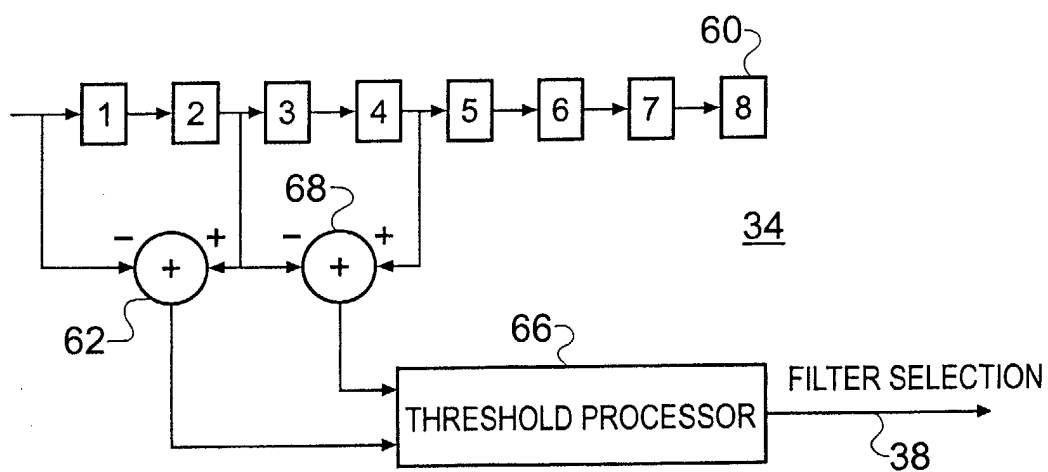 60
1 2 3 4 5 6 7 8
68
34
− + − +
+ +
62
66
FILTER SELECTION
THRESHOLD PROCESSOR
38